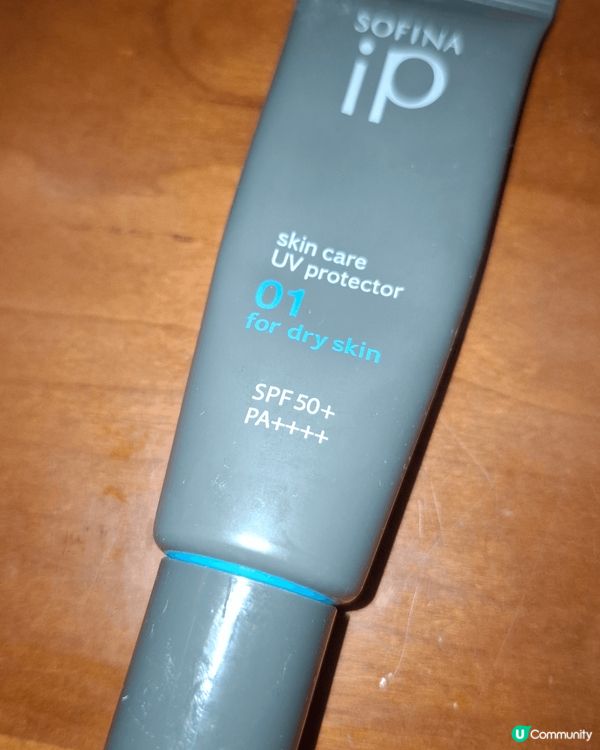 SOFINA
iP
skin care
UV protector
01
for dry skin
SPF 50+
PA++++
U Community